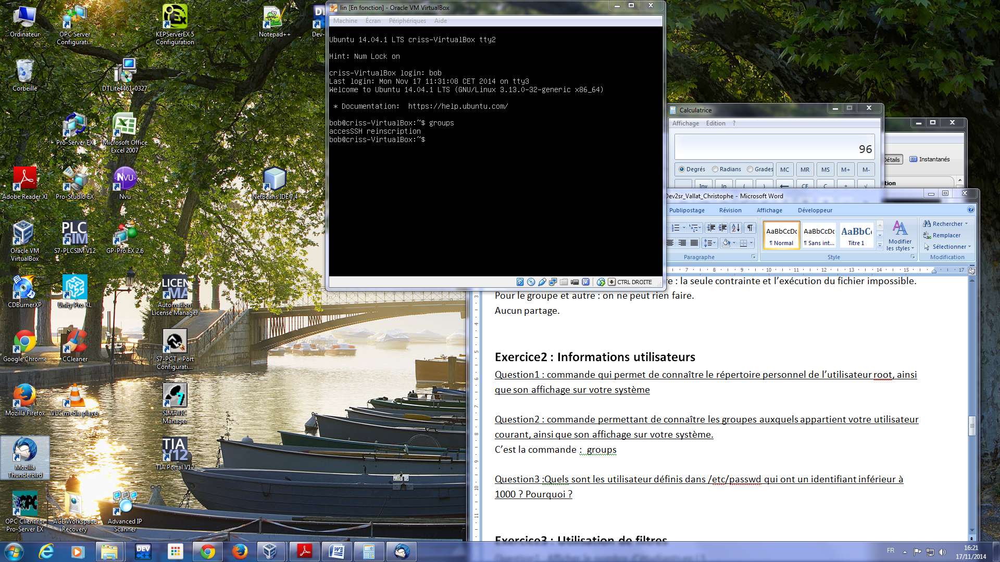 Ordinateur
OPC Server
Configurati...
KEPServerEX 5
Configuration
Notepad++
Dev-
Corbeille
DTLite4461-0327
Pro-Server EX
Microsoft Office
Excel 2007
Adobe Reader XI
Pro-Studio EX
Nvu
NetBeans IDE 7.4
Oracle VM
VirtualBox
S7-PLCSIM V12
GP-Pro EX 2.6
CDBurnerXP
Unity Pro XL
Automation
License Manager
Google Chrome
CCleaner
S7-PCT - Port
Configurati...
Mozilla Firefox
VLC media player
SIMATIC
Manager
Mozilla
Thunderbird
TIA Portal V12
OPC Client for
Pro-Server EX
ACE Workspace
Recovery
Advanced IP
Scanner
lin [En fonction] - Oracle VM VirtualBox
Machine Écran Périphériques Aide
Ubuntu 14.04.1 LTS criss-VirtualBox tty2
Hint: Num Lock on
criss-VirtualBox login: bob
Last login: Mon Nov 17 11:31:08 CET 2014 on tty3
Welcome to Ubuntu 14.04.1 LTS (GNU/Linux 3.13.0-32-generic x86_64)
* Documentation:  https://help.ubuntu.com/
bob@criss-VirtualBox:~$ groups
accesSSH reinscription
bob@criss-VirtualBox:~$
CTRL DROITE
Calculatrice
Affichage Edition ?
96
Degrés Radians Grades MC MR MS M+ M-
Inv ln ( ) ← CE C ± √
Détails Instantanés
tion
Dev2sr_Vallat_Christophe - Microsoft Word
Publipostage Révision Affichage Développeur
AaBbCcDc AaBbCcDc AaBbC
¶ Normal ¶ Sans int... Titre 1
Modifier
les styles
Rechercher
Remplacer
Sélectionner
Paragraphe Style Modification
7 8 9 10 11 12 13 14 15 17
re : la seule contrainte et l’exécution du fichier impossible.
Pour le groupe et autre : on ne peut rien faire.
Aucun partage.
Exercice2 : Informations utilisateurs
Question1 : commande qui permet de connaître le répertoire personnel de l’utilisateur root, ainsi
que son affichage sur votre système
Question2 : commande permettant de connaître les groupes auxquels appartient votre utilisateur
courant, ainsi que son affichage sur votre système.
C’est la commande :  groups
Question3 :Quels sont les utilisateur définis dans /etc/passwd qui ont un identifiant inférieur à
1000 ? Pourquoi ?
Exercice3 : Utilisation de filtres
FR
16:21
17/11/2014